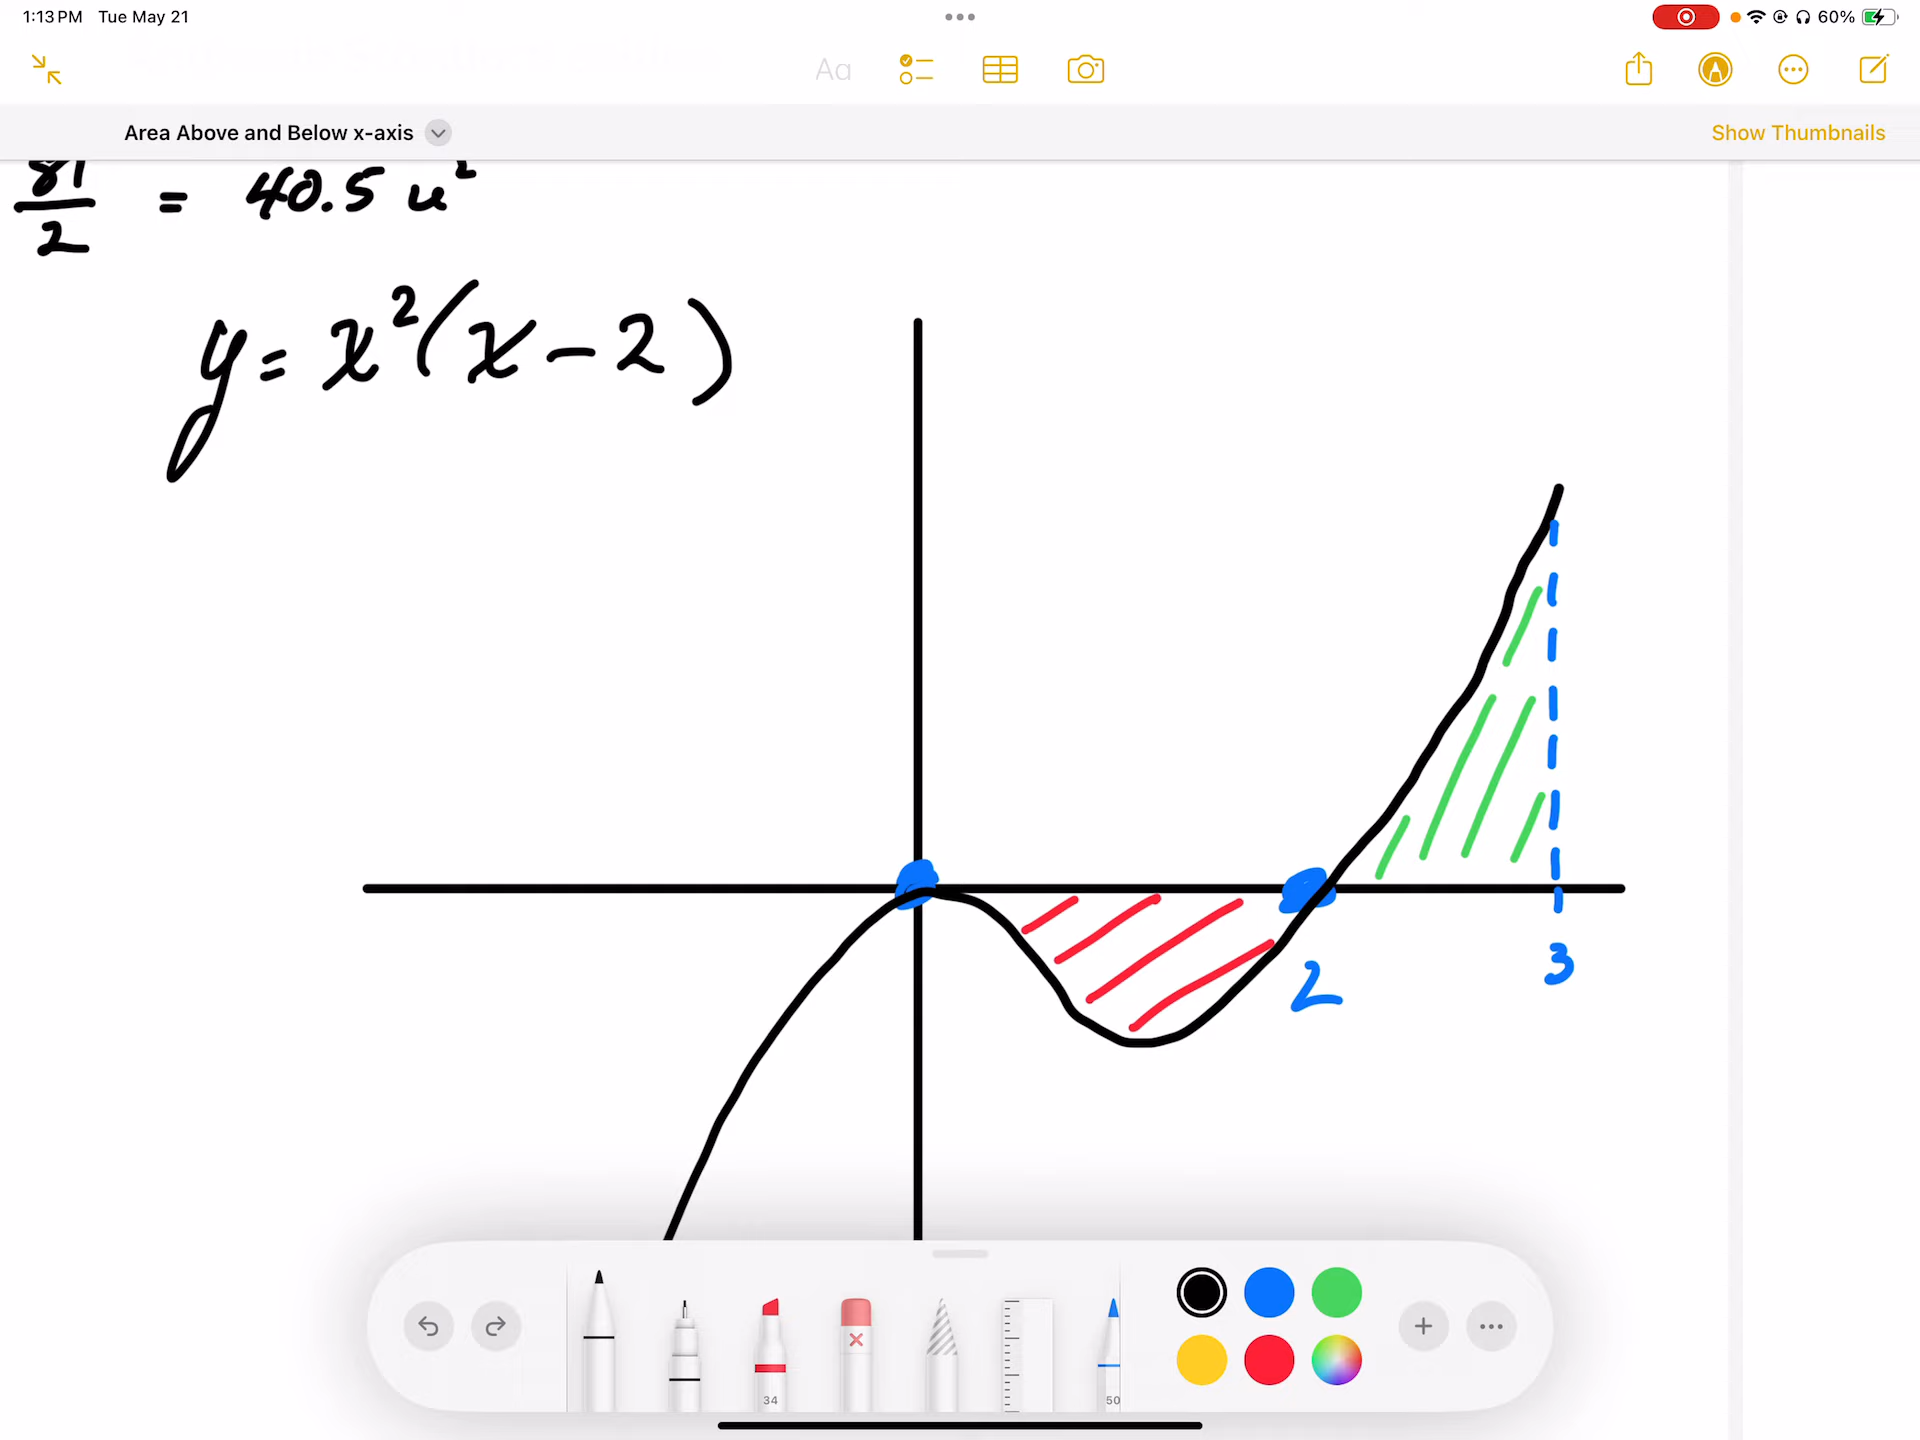 1:13 PM Tue May 21
60%
Aa
Area Above and Below x-axis
Show Thumbnails
81/2 = 40.5 u²
y = x²(x - 2)
2
3
34
50